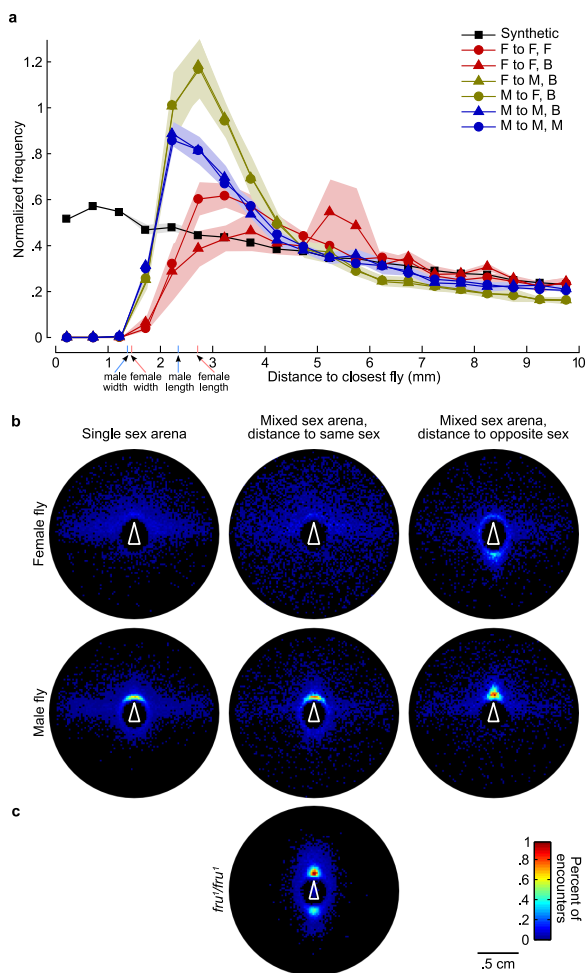 a
Synthetic
F to F, F
F to F, B
F to M, B
M to F, B
M to M, B
M to M, M
Normalized frequency
1.2
1
.8
.6
.4
.2
0
0 1 2 3 4 5 6 7 8 9 10
male width
female width
male length
female length
Distance to closest fly (mm)
b
Single sex arena
Mixed sex arena, distance to same sex
Mixed sex arena, distance to opposite sex
Female fly
Male fly
c
fru¹/fru¹
1
.8
.6
.4
.2
0
Percent of encounters
.5 cm